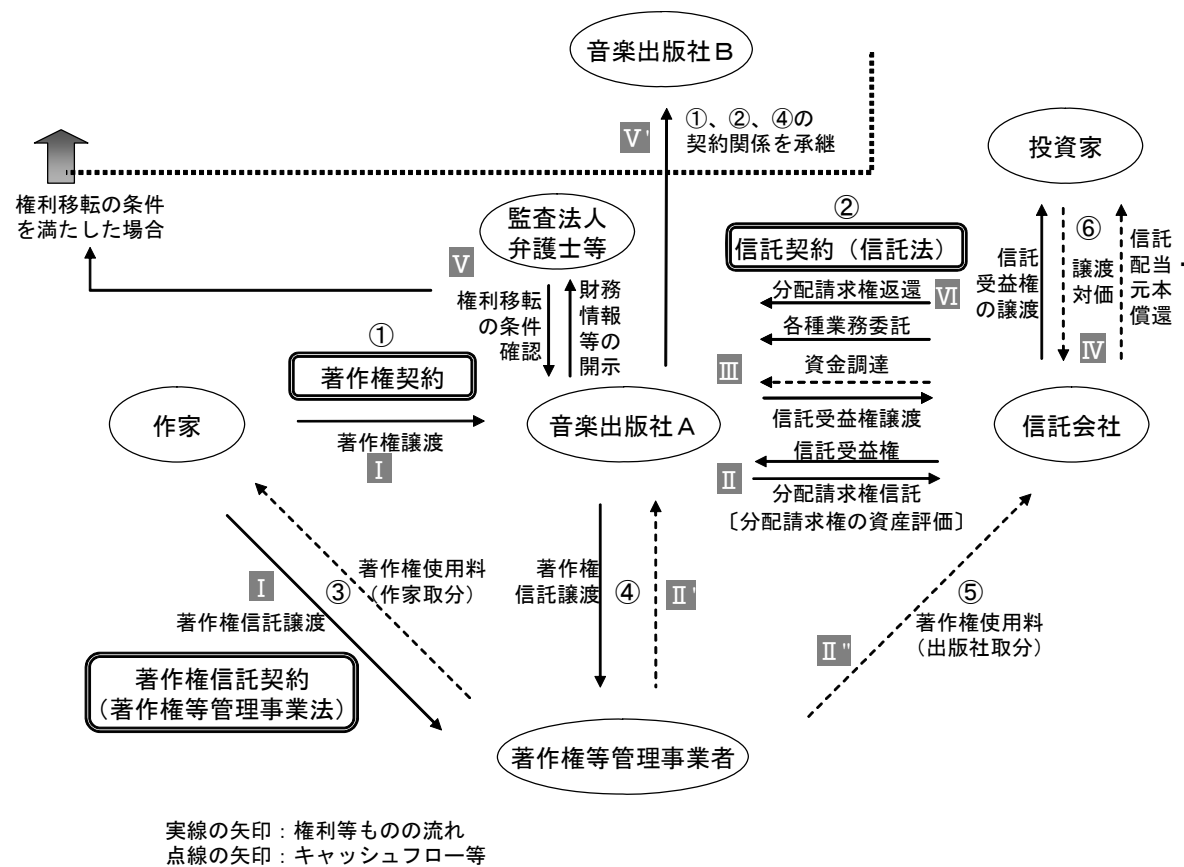 音楽出版社Ｂ
Ⅴ'
①、②、④の
契約関係を承継
投資家
権利移転の条件
を満たした場合
監査法人
弁護士等
②
信託契約（信託法）
⑥
信託
受益権
の譲渡
譲渡
対価
信託
配当・
元本
償還
Ⅳ
Ⅴ
権利移転
の条件
確認
財務
情報
等の
開示
分配請求権返還
Ⅵ
各種業務委託
Ⅲ
資金調達
信託受益権譲渡
①
著作権契約
作家
著作権譲渡
Ⅰ
音楽出版社Ａ
信託会社
信託受益権
Ⅱ
分配請求権信託
〔分配請求権の資産評価〕
Ⅰ
③
著作権使用料
（作家取分）
著作権信託譲渡
著作権
信託譲渡
④
Ⅱ'
⑤
著作権使用料
（出版社取分）
Ⅱ"
著作権信託契約
（著作権等管理事業法）
著作権等管理事業者
実線の矢印：権利等ものの流れ
点線の矢印：キャッシュフロー等